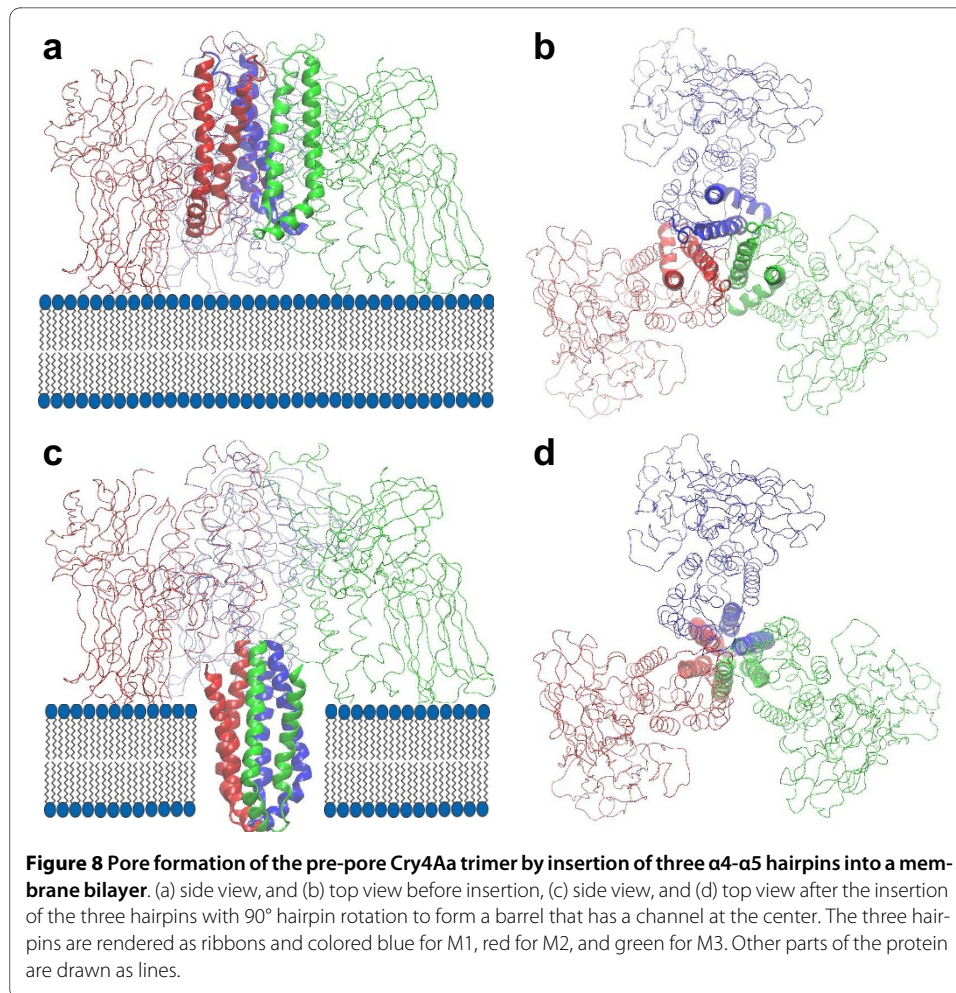 a
b
c
d
Figure 8 Pore formation of the pre-pore Cry4Aa trimer by insertion of three α4-α5 hairpins into a mem-
brane bilayer. (a) side view, and (b) top view before insertion, (c) side view, and (d) top view after the insertion
of the three hairpins with 90° hairpin rotation to form a barrel that has a channel at the center. The three hair-
pins are rendered as ribbons and colored blue for M1, red for M2, and green for M3. Other parts of the protein
are drawn as lines.